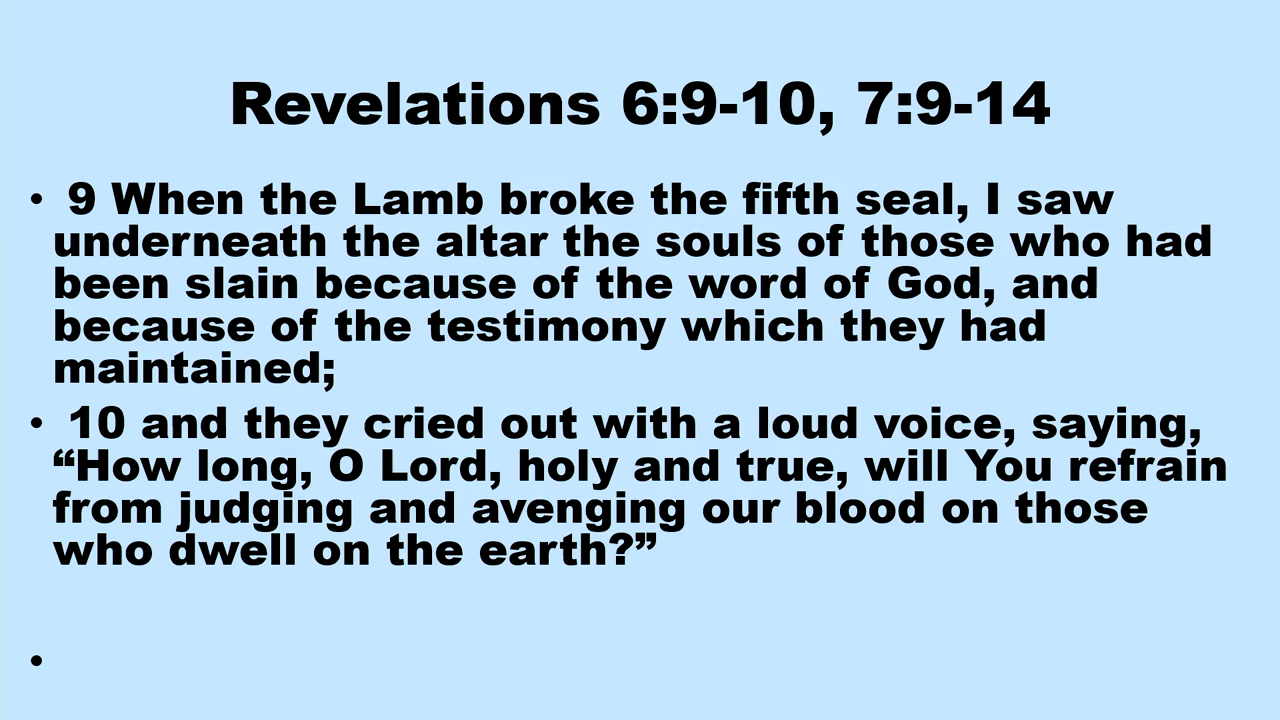 Revelations 6:9-10, 7:9-14
• 9 When the Lamb broke the fifth seal, I saw
underneath the altar the souls of those who had
been slain because of the word of God, and
because of the testimony which they had
maintained;
• 10 and they cried out with a loud voice, saying,
“How long, O Lord, holy and true, will You refrain
from judging and avenging our blood on those
who dwell on the earth?”
•